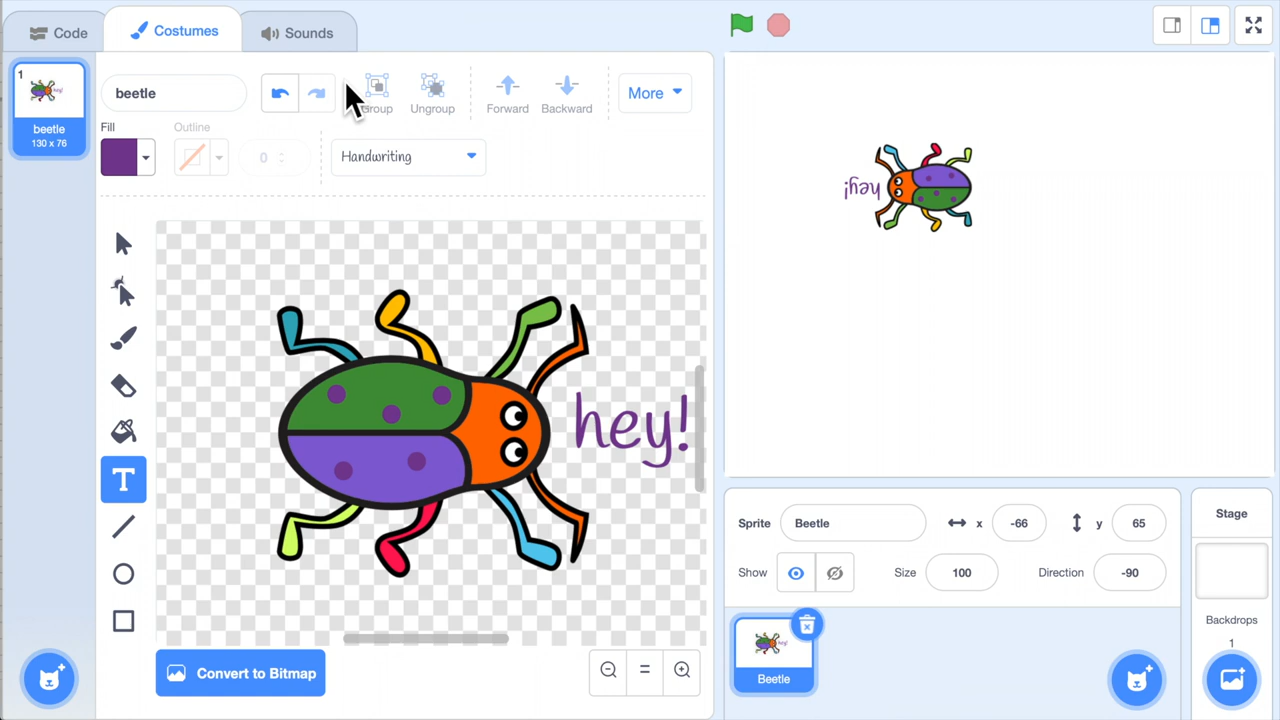 Code
Costumes
Sounds
1
beetle
130 x 76
beetle
Group
Ungroup
Forward
Backward
More
Fill
Outline
0
Handwriting
T
hey!
Convert to Bitmap
hey!
Sprite
Beetle
x
-66
y
65
Show
Size
100
Direction
-90
Beetle
Stage
Backdrops
1